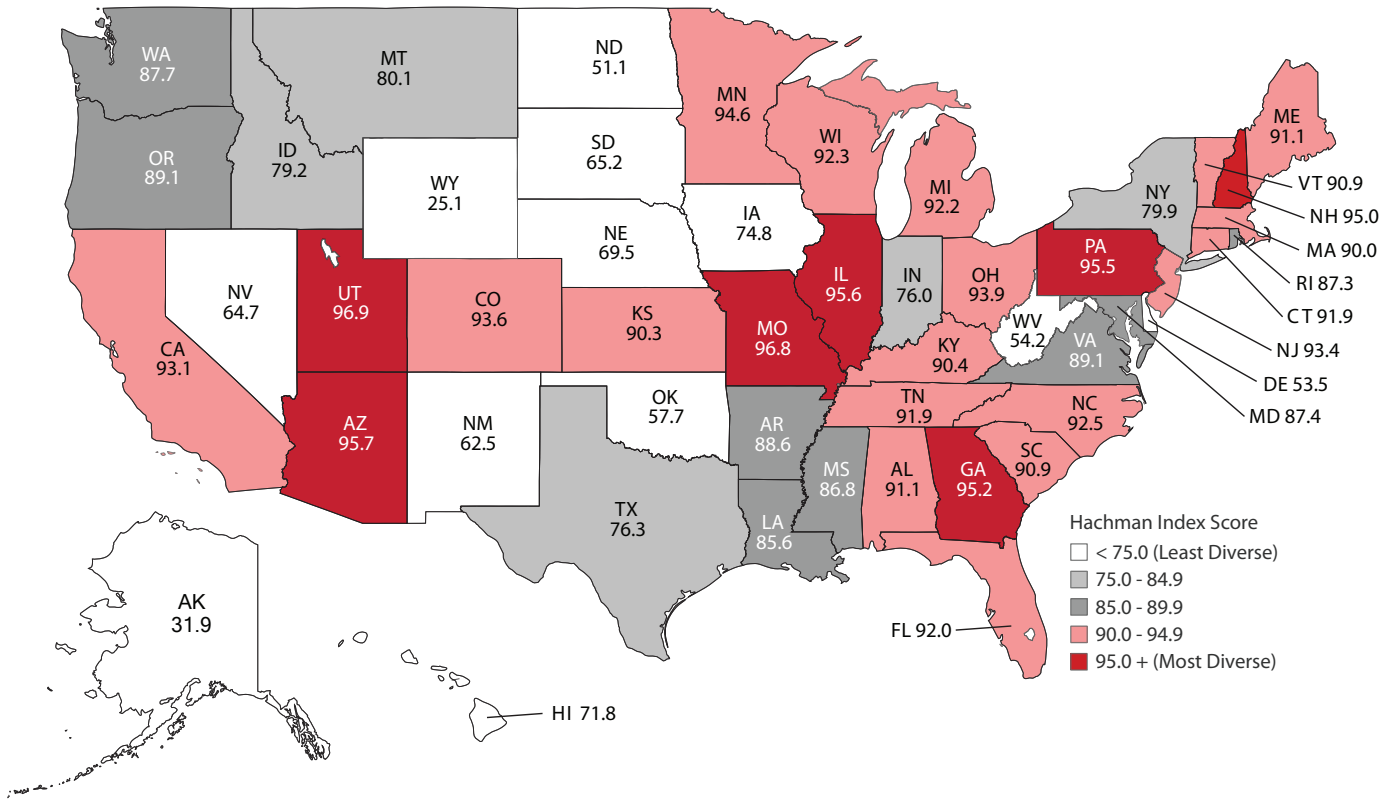 WA
87.7
MT
80.1
ND
51.1
MN
94.6
OR
89.1
ID
79.2
WY
25.1
SD
65.2
WI
92.3
MI
92.2
NY
79.9
ME
91.1
VT 90.9
NH 95.0
MA 90.0
RI 87.3
CT 91.9
NJ 93.4
DE 53.5
MD 87.4
NV
64.7
UT
96.9
CO
93.6
NE
69.5
KS
90.3
IA
74.8
MO
96.8
IL
95.6
IN
76.0
OH
93.9
PA
95.5
WV
54.2
VA
89.1
KY
90.4
CA
93.1
AZ
95.7
NM
62.5
OK
57.7
TX
76.3
AR
88.6
LA
85.6
MS
86.8
TN
91.9
NC
92.5
SC
90.9
AL
91.1
GA
95.2
FL 92.0
AK
31.9
HI 71.8
Hachman Index Score
< 75.0 (Least Diverse)
75.0 - 84.9
85.0 - 89.9
90.0 - 94.9
95.0 + (Most Diverse)